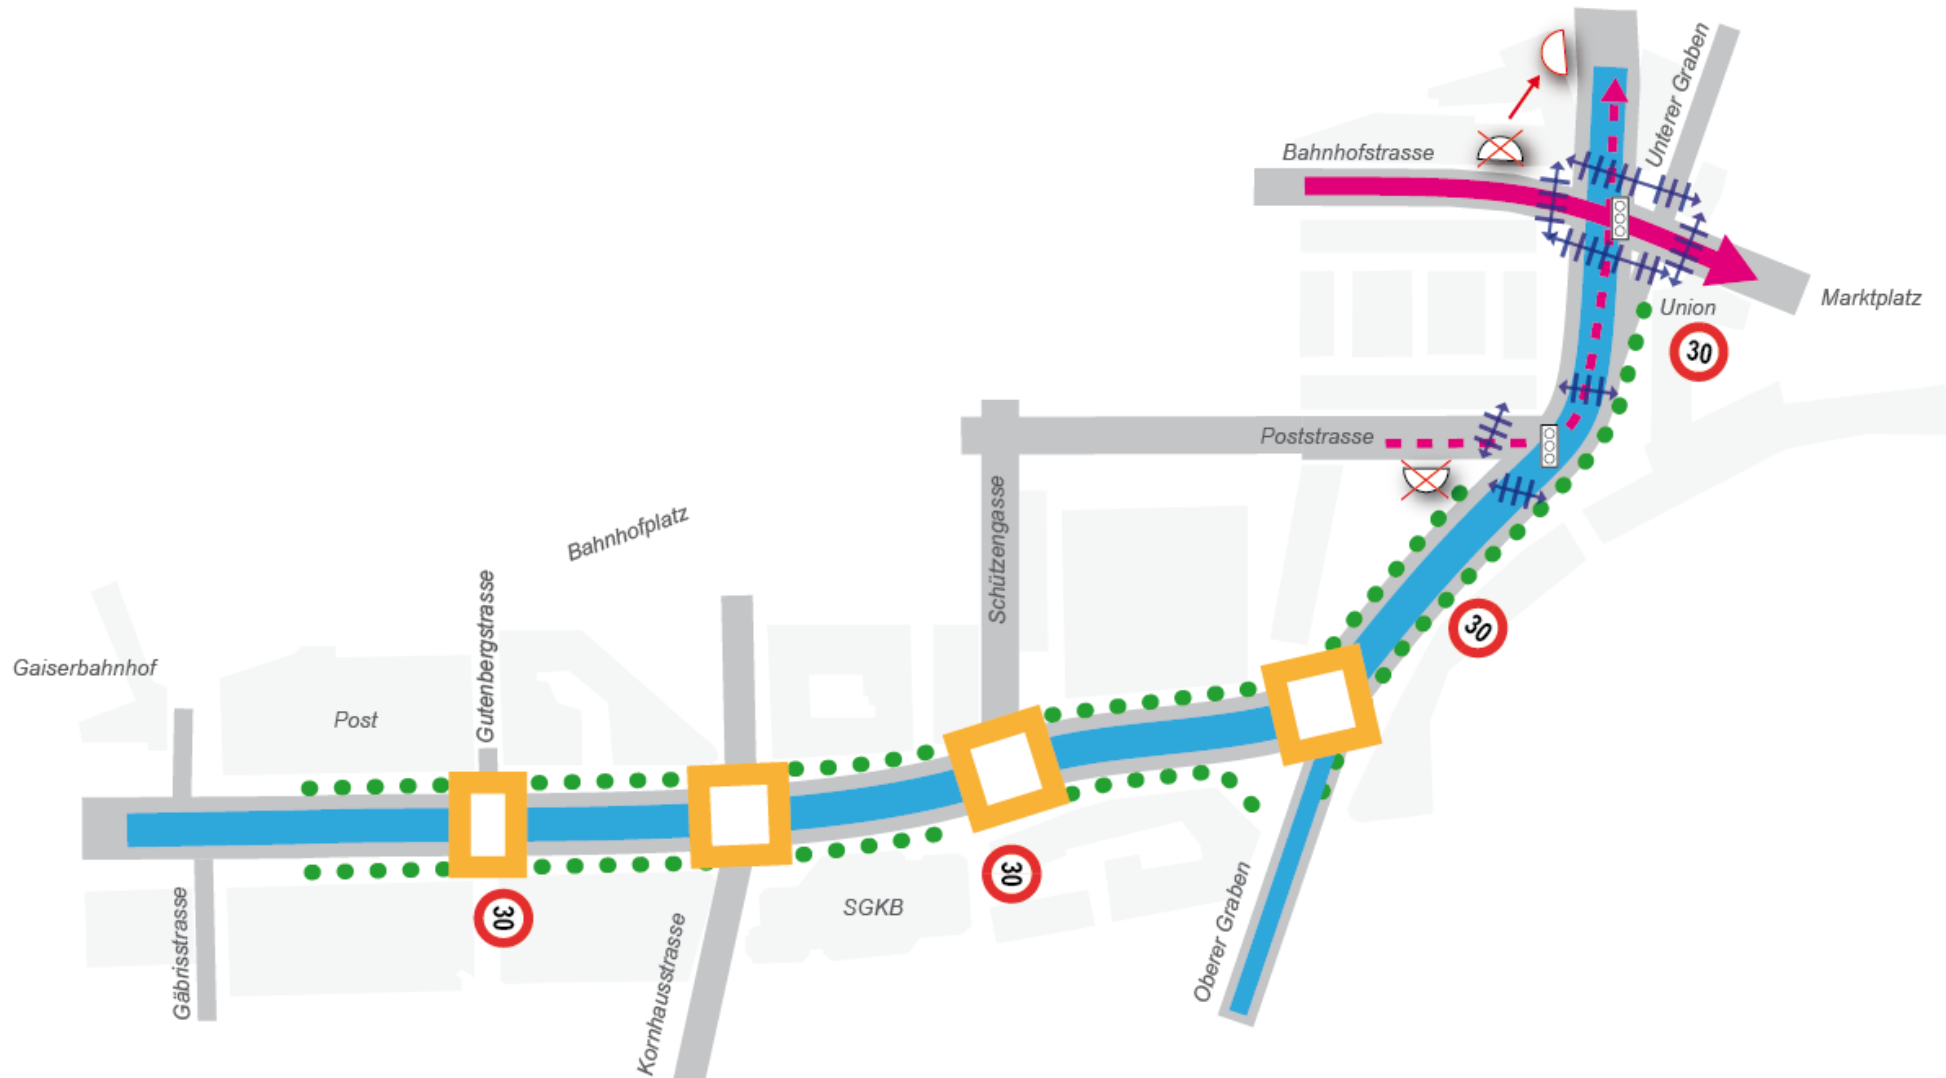 Unterer Graben
Bahnhofstrasse
Marktplatz
Union
30
Poststrasse
Schützengasse
Bahnhofplatz
Gutenbergstrasse
30
Gaiserbahnhof
Post
30
SGKB
30
Gäbrisstrasse
Kornhausstrasse
Oberer Graben